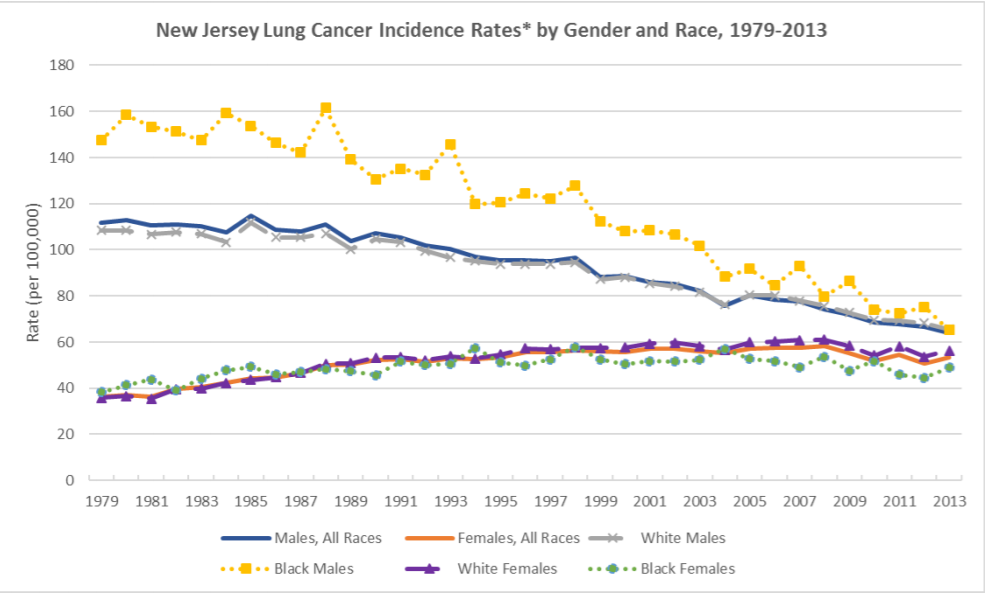 New Jersey Lung Cancer Incidence Rates* by Gender and Race, 1979-2013
180
160
140
120
100
80
60
40
20
0
Rate (per 100,000)
1979 1981 1983 1985 1987 1989 1991 1993 1995 1997 1999 2001 2003 2005 2007 2009 2011 2013
Males, All Races Females, All Races White Males
Black Males White Females Black Females